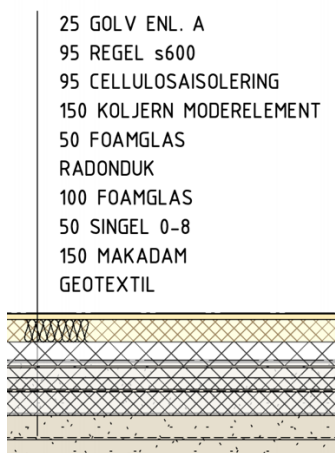 25 GOLV ENL. A
95 REGEL s600
95 CELLULOSAISOLERING
150 KOLJERN MODERELEMENT
50 FOAMGLAS
RADONDUK
100 FOAMGLAS
50 SINGEL 0-8
150 MAKADAM
GEOTEXTIL